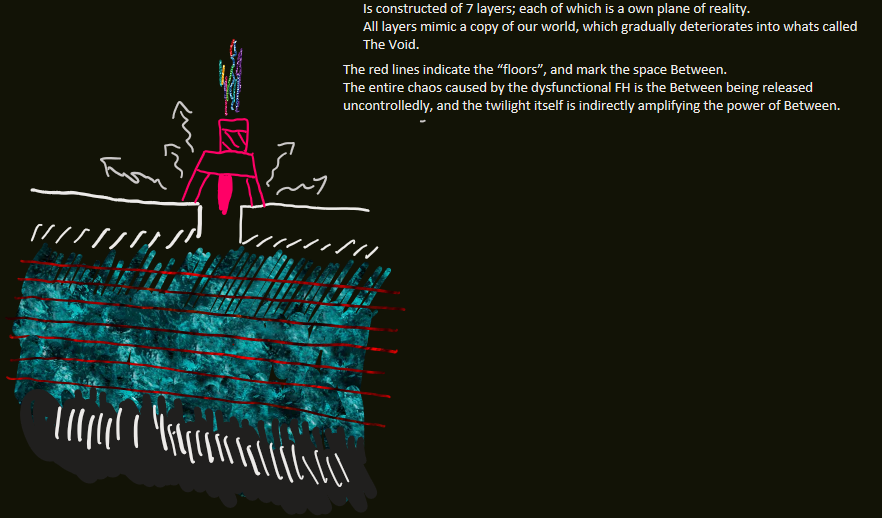 Is constructed of 7 layers; each of which is a own plane of reality.
All layers mimic a copy of our world, which gradually deteriorates into whats called
The Void.
The red lines indicate the “floors”, and mark the space Between.
The entire chaos caused by the dysfunctional FH is the Between being released
uncontrolledly, and the twilight itself is indirectly amplifying the power of Between.